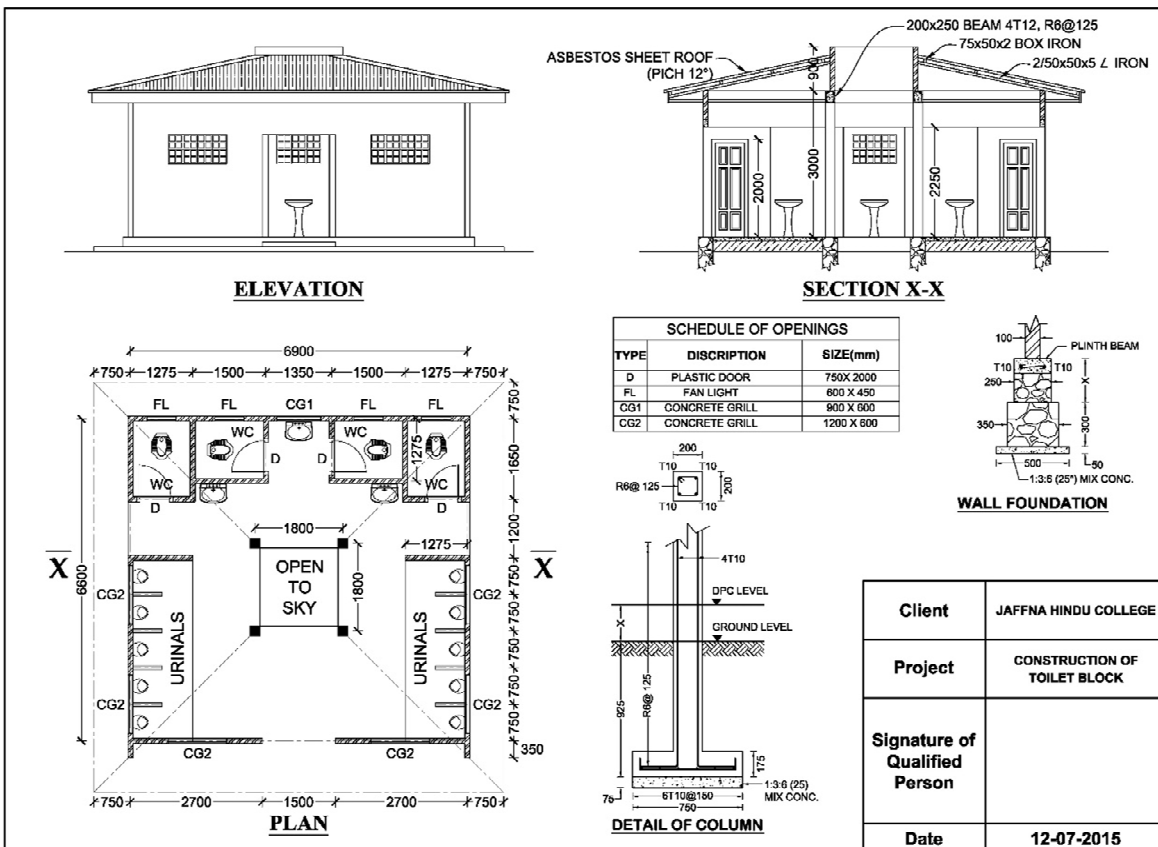 200x250 BEAM 4T12, R6@125
75x50x2 BOX IRON
2/50x50x5 ∠ IRON
ASBESTOS SHEET ROOF
(PICH 12°)
900
2000
3000
2250
ELEVATION
SECTION X-X
SCHEDULE OF OPENINGS
TYPE DISCRIPTION SIZE(mm)
D PLASTIC DOOR 750X 2000
FL FAN LIGHT 600 X 450
CG1 CONCRETE GRILL 900 X 600
CG2 CONCRETE GRILL 1200 X 600
100
PLINTH BEAM
T10 T10
250
X
350
300
500
50
1:3:6 (25") MIX CONC.
WALL FOUNDATION
6900
750 1275 1500 1350 1500 1275 750
750
FL FL CG1 FL FL
WC WC
1275
1650
D D
WC WC
D D
1200
1800
1275
X X
6600
OPEN
TO
SKY
1800
CG2 CG2
URINALS URINALS
750
750
750
750
750
CG2 CG2
CG2 CG2
350
750 2700 1500 2700 750
PLAN
200
T10 T10
R6@ 125
200
T10 T10
4T10
DPC LEVEL
X
GROUND LEVEL
R6@ 125
925
175
75
1:3:6 (25)
MIX CONC.
6T10@150
750
DETAIL OF COLUMN
Client JAFFNA HINDU COLLEGE
Project CONSTRUCTION OF
TOILET BLOCK
Signature of
Qualified
Person
Date 12-07-2015